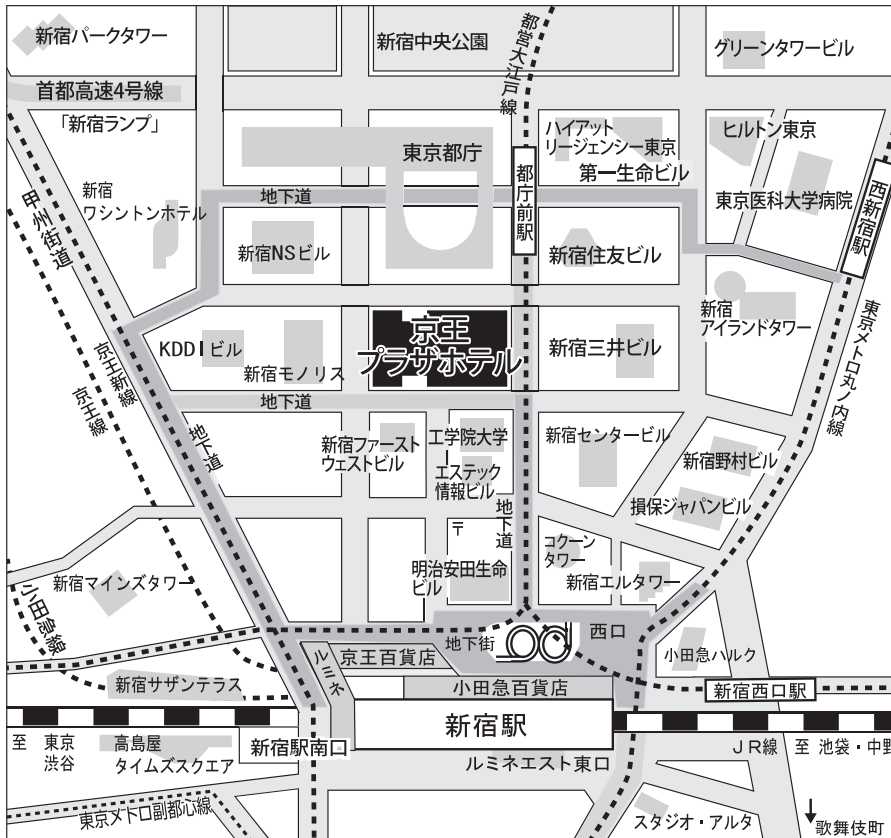 新宿パークタワー
新宿中央公園
都営大江戸線
グリーンタワービル
首都高速4号線
「新宿ランプ」
ハイアット
リージェンシー東京
ヒルトン東京
東京都庁
第一生命ビル
都庁前駅
西新宿駅
新宿
ワシントンホテル
地下道
東京医科大学病院
甲州街道
新宿NSビル
新宿住友ビル
新宿
アイランドタワー
東京メトロ丸ノ内線
京王新線
京王線
KDDIビル
新宿モノリス
京王
プラザホテル
新宿三井ビル
地下道
地下道
新宿ファースト
ウェストビル
工学院大学
エステック
情報ビル
新宿センタービル
新宿野村ビル
損保ジャパンビル
地下道
〒
コクーン
タワー
明治安田生命
ビル
新宿エルタワー
新宿マインズタワー
小田急線
地下街
西口
ルミネ
京王百貨店
小田急ハルク
新宿サザンテラス
小田急百貨店
新宿西口駅
新宿駅
至 東京
渋谷
高島屋
タイムズスクエア
新宿駅南口
ルミネエスト東口
JR線 至 池袋・中野
東京メトロ副都心線
スタジオ・アルタ
歌舞伎町